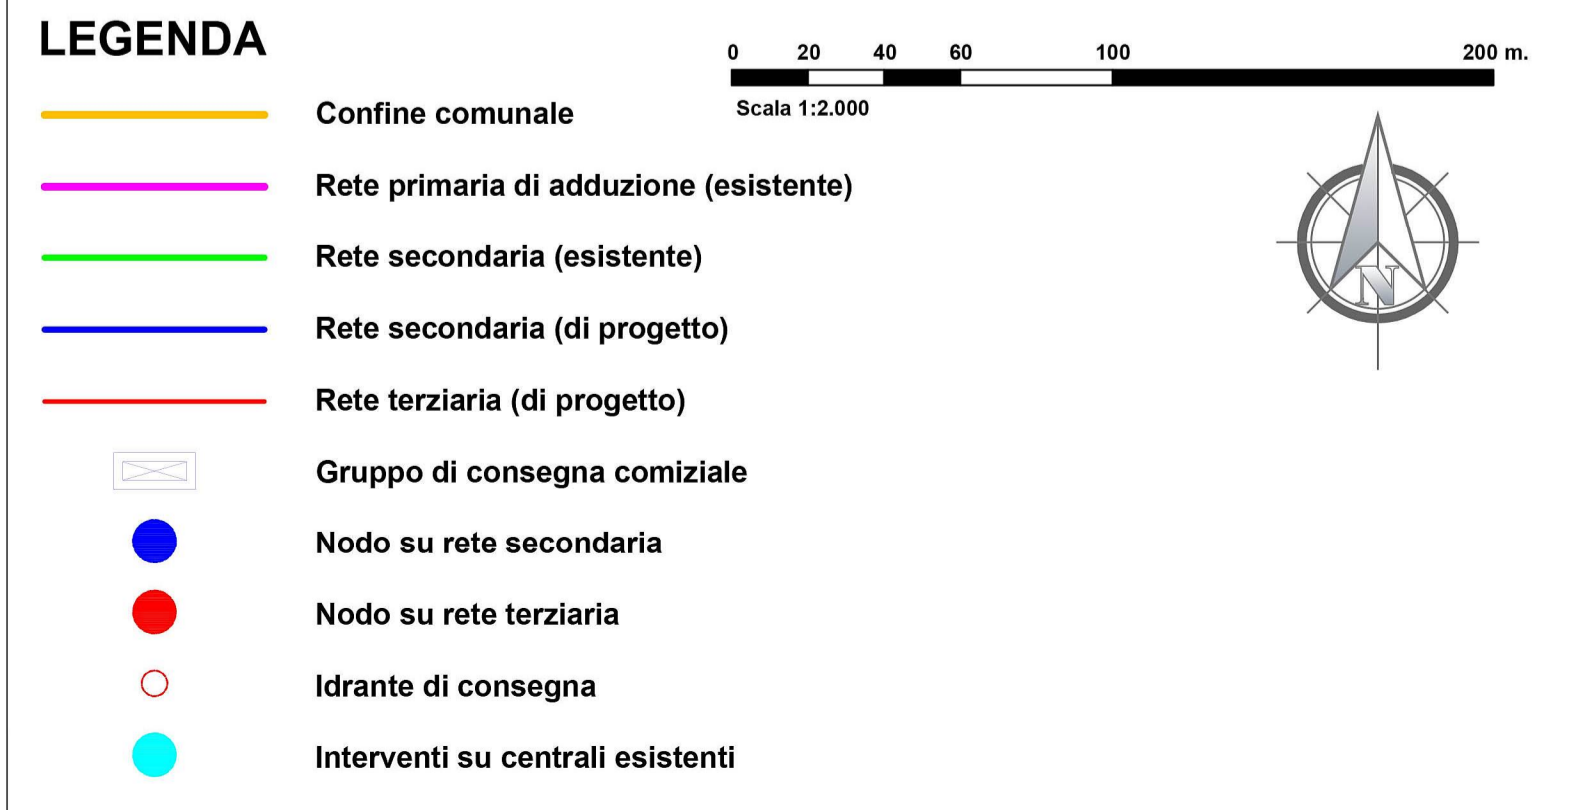 LEGENDA
0 20 40 60 100 200 m.
Scala 1:2.000
Confine comunale
Rete primaria di adduzione (esistente)
Rete secondaria (esistente)
Rete secondaria (di progetto)
Rete terziaria (di progetto)
Gruppo di consegna comiziale
Nodo su rete secondaria
Nodo su rete terziaria
Idrante di consegna
Interventi su centrali esistenti
N